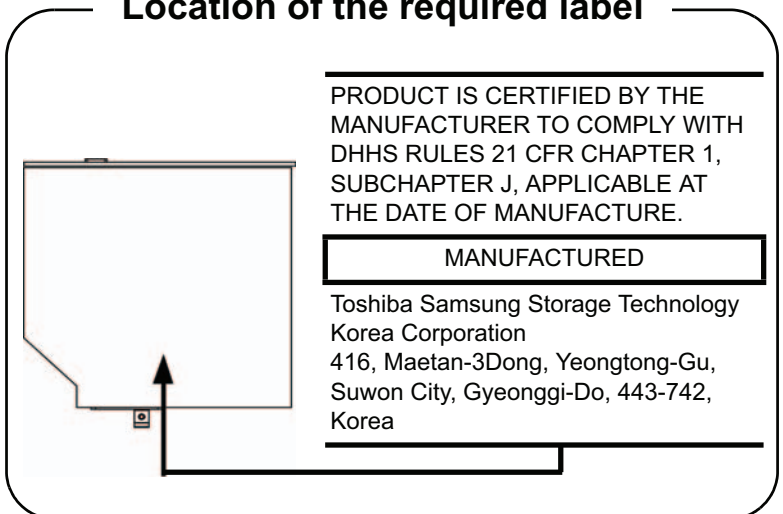 Location of the required label
PRODUCT IS CERTIFIED BY THE
MANUFACTURER TO COMPLY WITH
DHHS RULES 21 CFR CHAPTER 1,
SUBCHAPTER J, APPLICABLE AT
THE DATE OF MANUFACTURE.
MANUFACTURED
Toshiba Samsung Storage Technology
Korea Corporation
416, Maetan-3Dong, Yeongtong-Gu,
Suwon City, Gyeonggi-Do, 443-742,
Korea